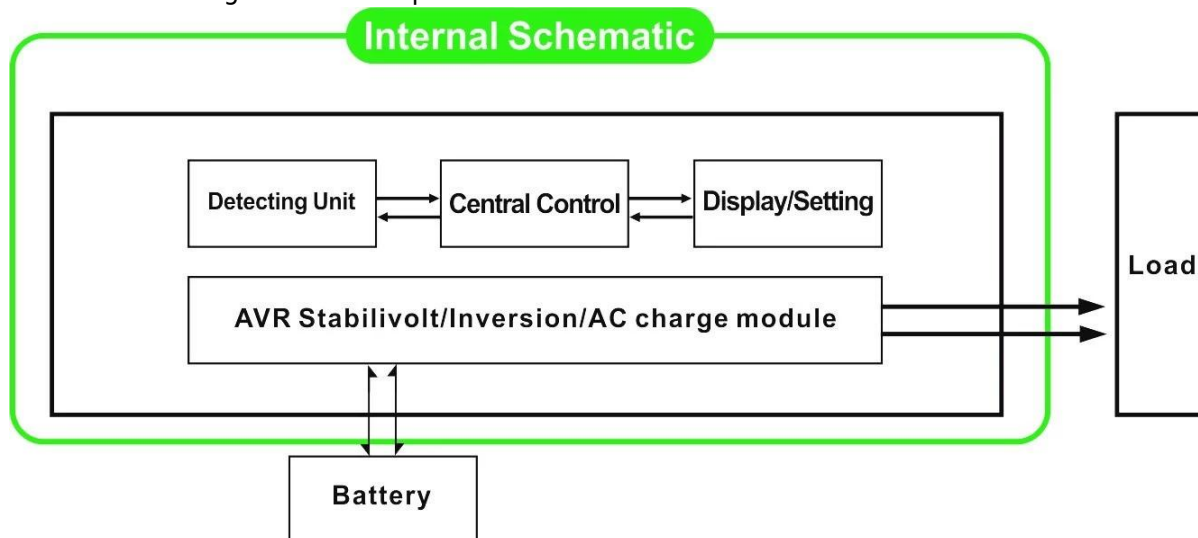 Internal Schematic
Detecting Unit
Central Control
Display/Setting
Load
AVR Stabilivolt/Inversion/AC charge module
Battery